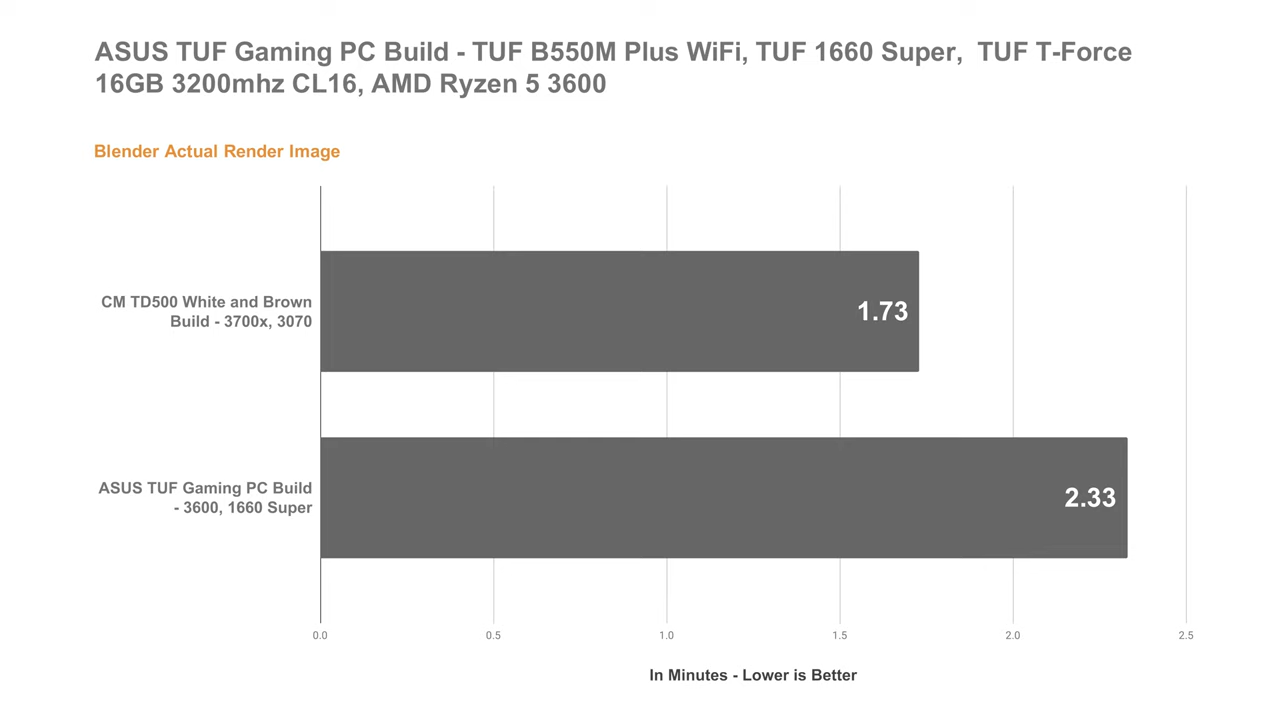 ASUS TUF Gaming PC Build - TUF B550M Plus WiFi, TUF 1660 Super,  TUF T-Force
16GB 3200mhz CL16, AMD Ryzen 5 3600
Blender Actual Render Image
CM TD500 White and Brown
Build - 3700x, 3070
1.73
ASUS TUF Gaming PC Build
- 3600, 1660 Super
2.33
0.0 0.5 1.0 1.5 2.0 2.5
In Minutes - Lower is Better